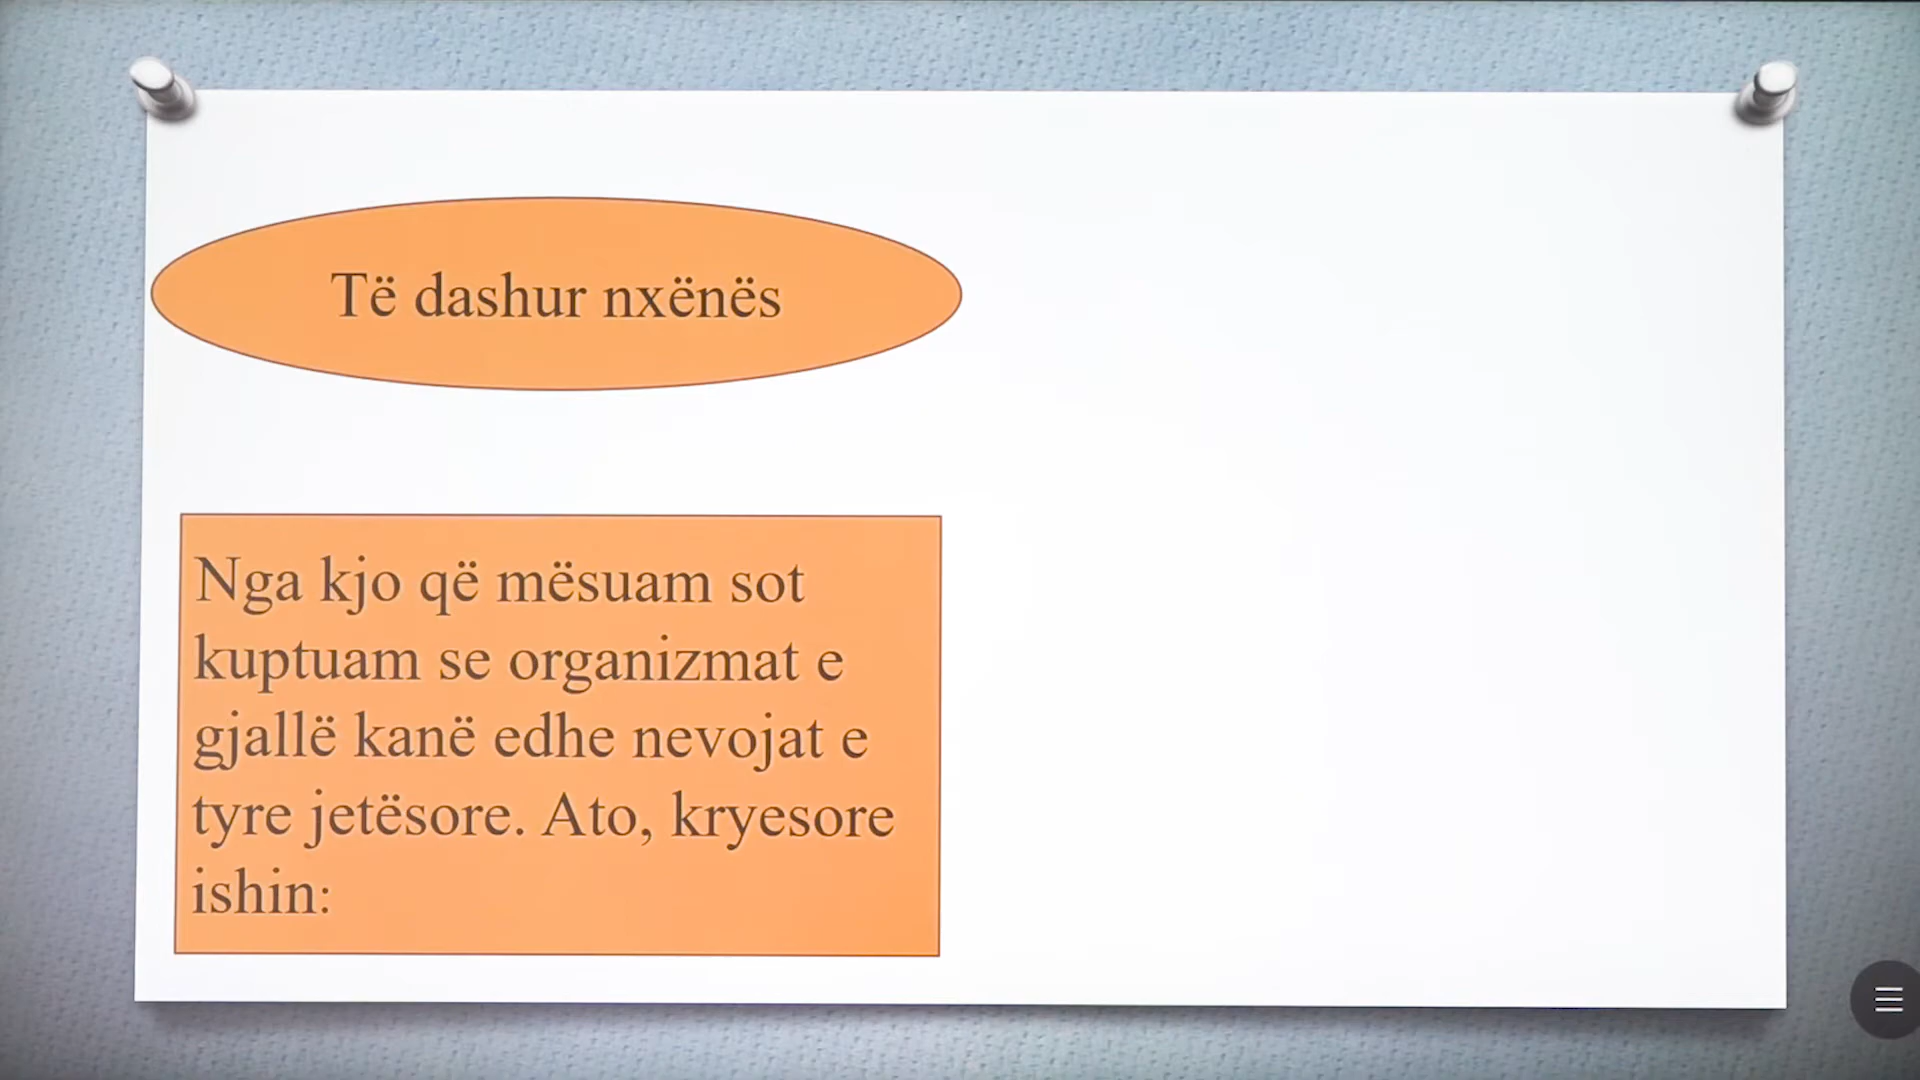 Të dashur nxënës
Nga kjo që mësuam sot
kuptuam se organizmat e
gjallë kanë edhe nevojat e
tyre jetësore. Ato, kryesore
ishin: